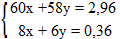 60x +58y = 2,96
8x + 6y = 0,36